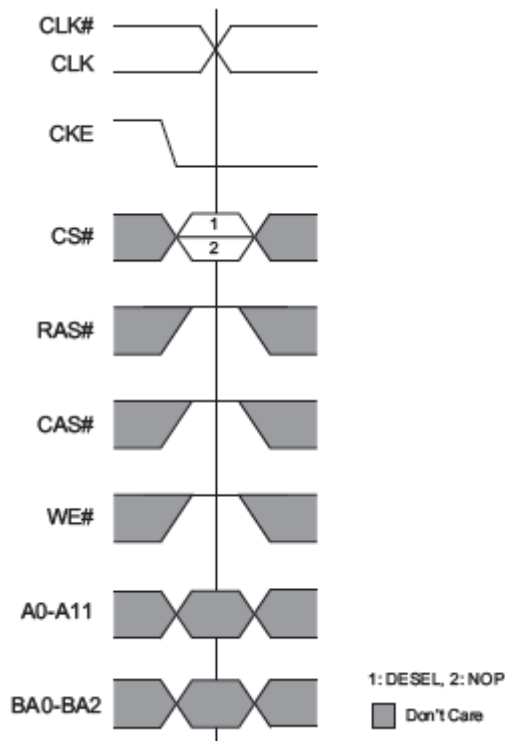 CLK#
CLK
CKE
CS#
1
2
RAS#
CAS#
WE#
A0-A11
BA0-BA2
1: DESEL, 2: NOP
Don't Care